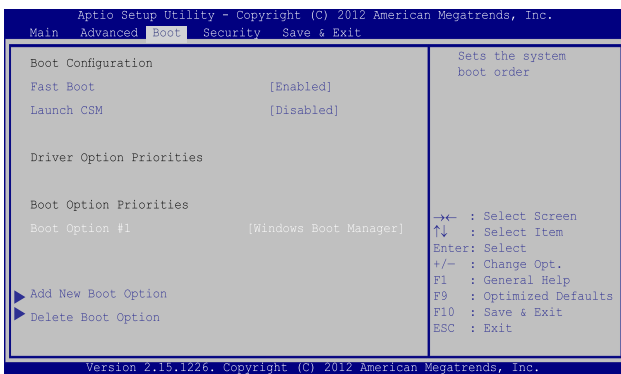 Aptio Setup Utility - Copyright (C) 2012 American Megatrends, Inc.
Main Advanced Boot Security Save & Exit
Boot Configuration
Fast Boot [Enabled]
Launch CSM [Disabled]
Driver Option Priorities
Boot Option Priorities
Boot Option #1 [Windows Boot Manager]
Add New Boot Option
Delete Boot Option
Sets the system
boot order
→← : Select Screen
↑↓ : Select Item
Enter: Select
+/— : Change Opt.
F1 : General Help
F9 : Optimized Defaults
F10 : Save & Exit
ESC : Exit
Version 2.15.1226. Copyright (C) 2012 American Megatrends, Inc.